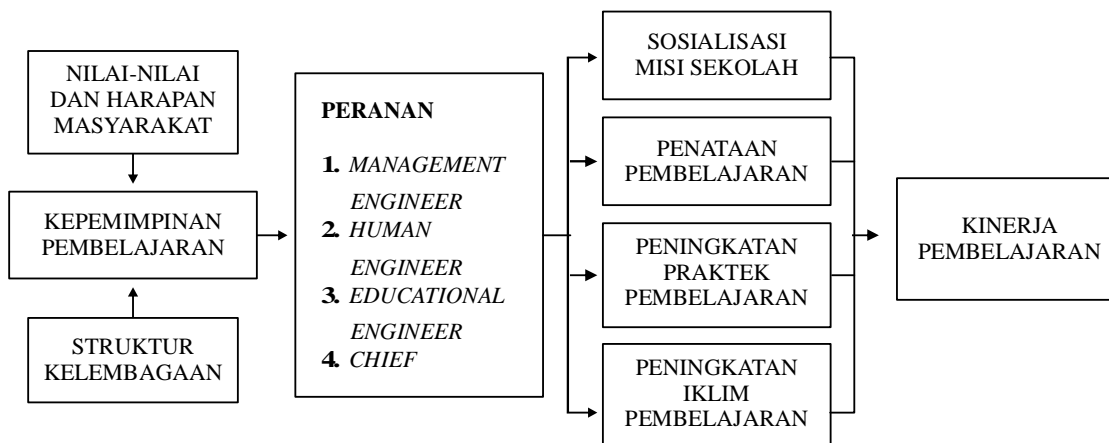 NILAI-NILAI
DAN HARAPAN
MASYARAKAT
KEPEMIMPINAN
PEMBELAJARAN
STRUKTUR
KELEMBAGAAN
PERANAN
1. MANAGEMENT
ENGINEER
2. HUMAN
ENGINEER
3. EDUCATIONAL
ENGINEER
4. CHIEF
SOSIALISASI
MISI SEKOLAH
PENATAAN
PEMBELAJARAN
PENINGKATAN
PRAKTEK
PEMBELAJARAN
PENINGKATAN
IKLIM
PEMBELAJARAN
KINERJA
PEMBELAJARAN